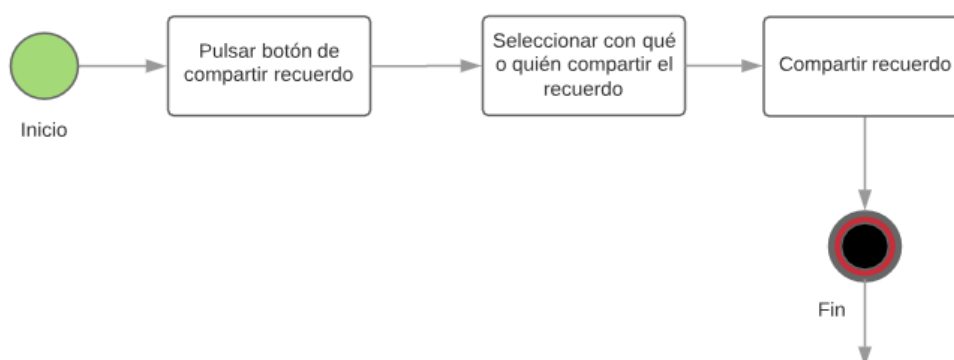 Inicio
Pulsar botón de
compartir recuerdo
Seleccionar con qué
o quién compartir el
recuerdo
Compartir recuerdo
Fin